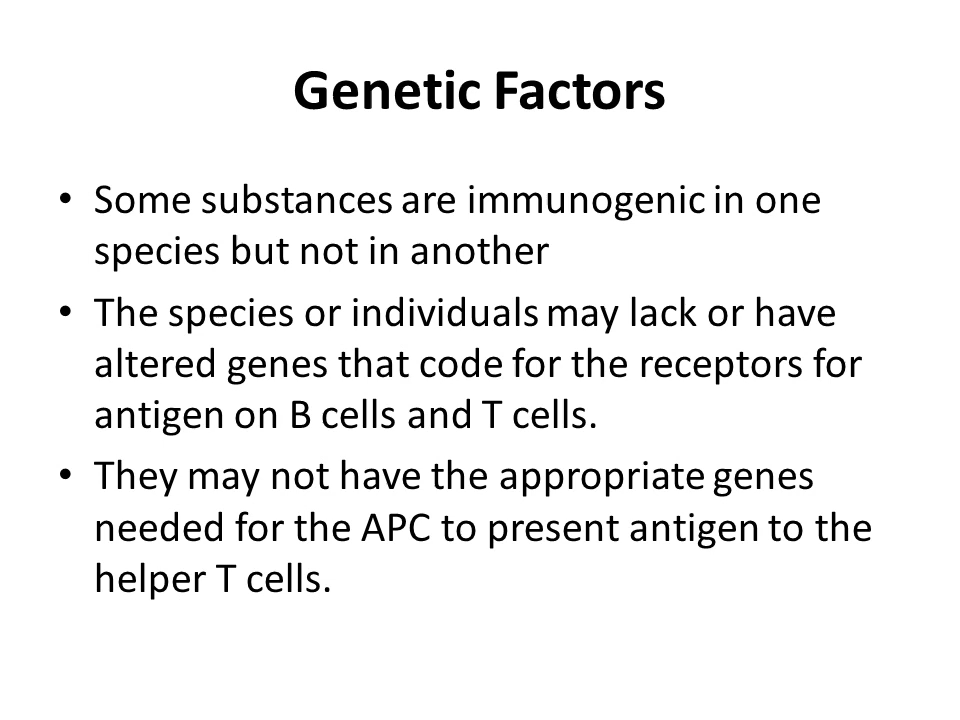 Genetic Factors
• Some substances are immunogenic in one
species but not in another
• The species or individuals may lack or have
altered genes that code for the receptors for
antigen on B cells and T cells.
• They may not have the appropriate genes
needed for the APC to present antigen to the
helper T cells.